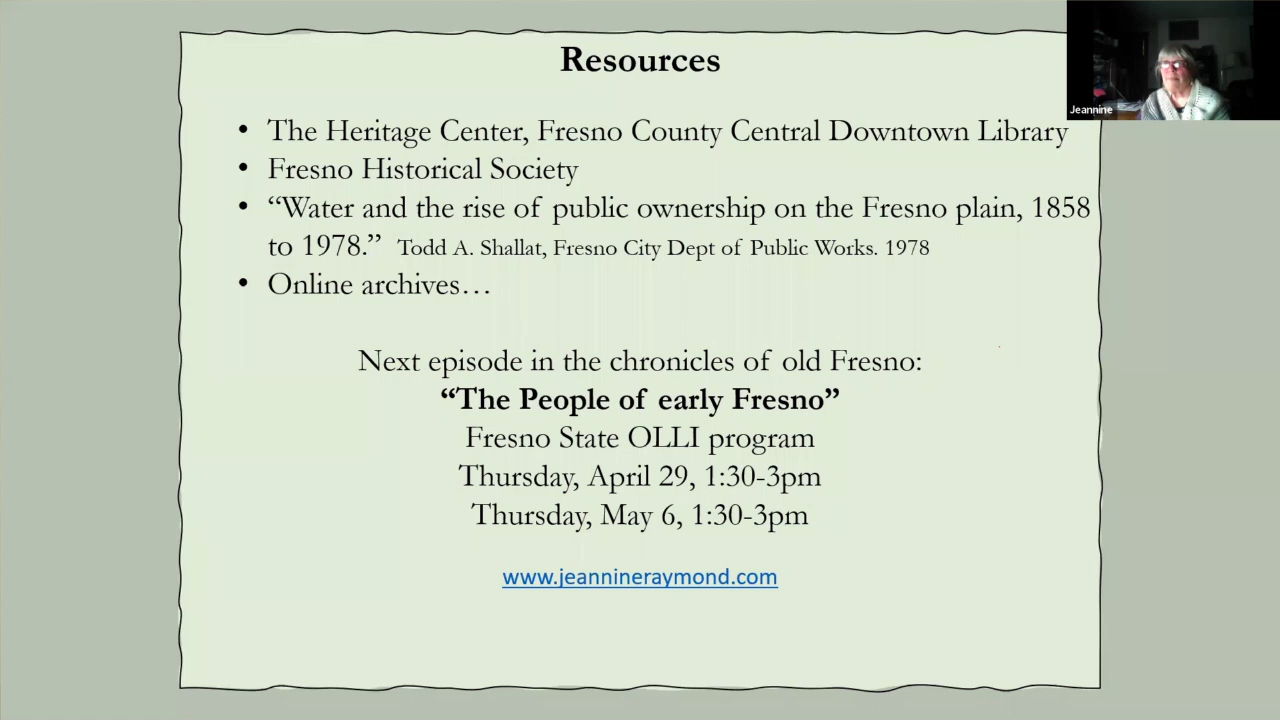 Resources
• The Heritage Center, Fresno County Central Downtown Library
• Fresno Historical Society
• “Water and the rise of public ownership on the Fresno plain, 1858
to 1978.” Todd A. Shallat, Fresno City Dept of Public Works. 1978
• Online archives…
Next episode in the chronicles of old Fresno:
“The People of early Fresno”
Fresno State OLLI program
Thursday, April 29, 1:30-3pm
Thursday, May 6, 1:30-3pm
www.jeannineraymond.com
Jeannine